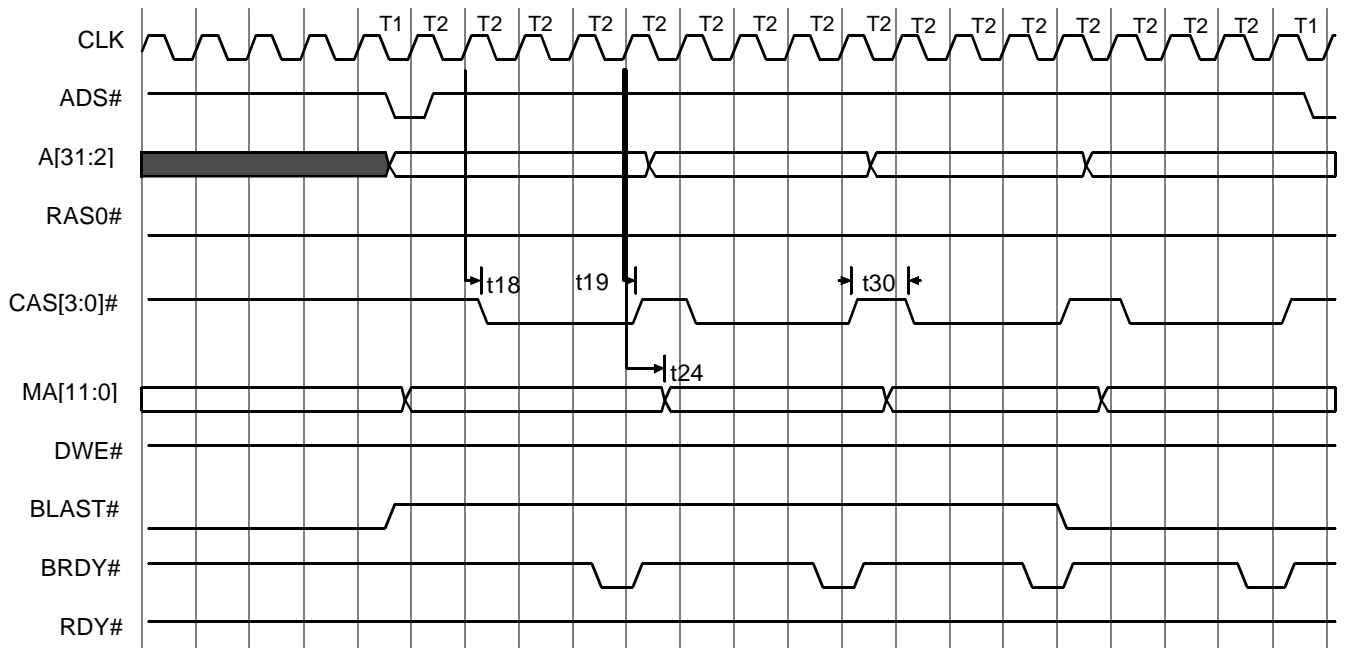 T1 T2 T2 T2 T2 T2 T2 T2 T2 T2 T2 T2 T2 T2 T2 T2 T2 T1
CLK
ADS#
A[31:2]
RAS0#
t18 t19 t30
CAS[3:0]#
t24
MA[11:0]
DWE#
BLAST#
BRDY#
RDY#